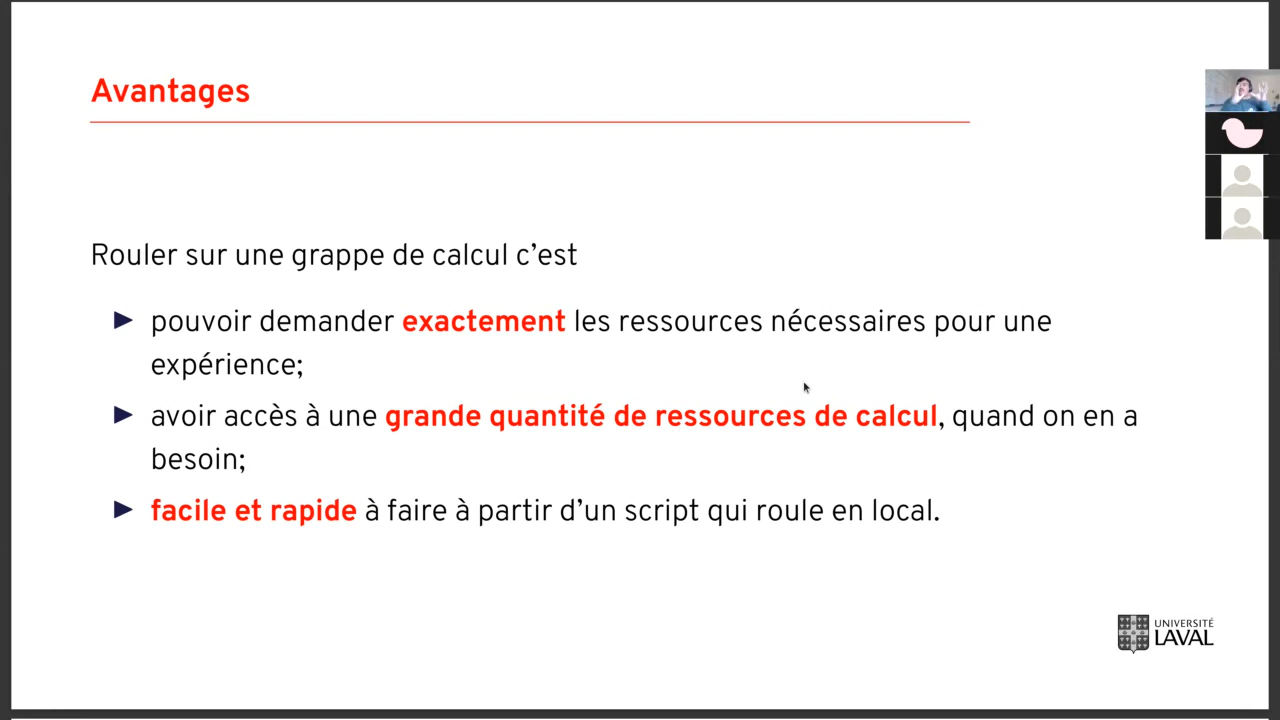 Avantages
Rouler sur une grappe de calcul c’est
► pouvoir demander exactement les ressources nécessaires pour une
expérience;
► avoir accès à une grande quantité de ressources de calcul, quand on en a
besoin;
► facile et rapide à faire à partir d’un script qui roule en local.
UNIVERSITÉ
LAVAL